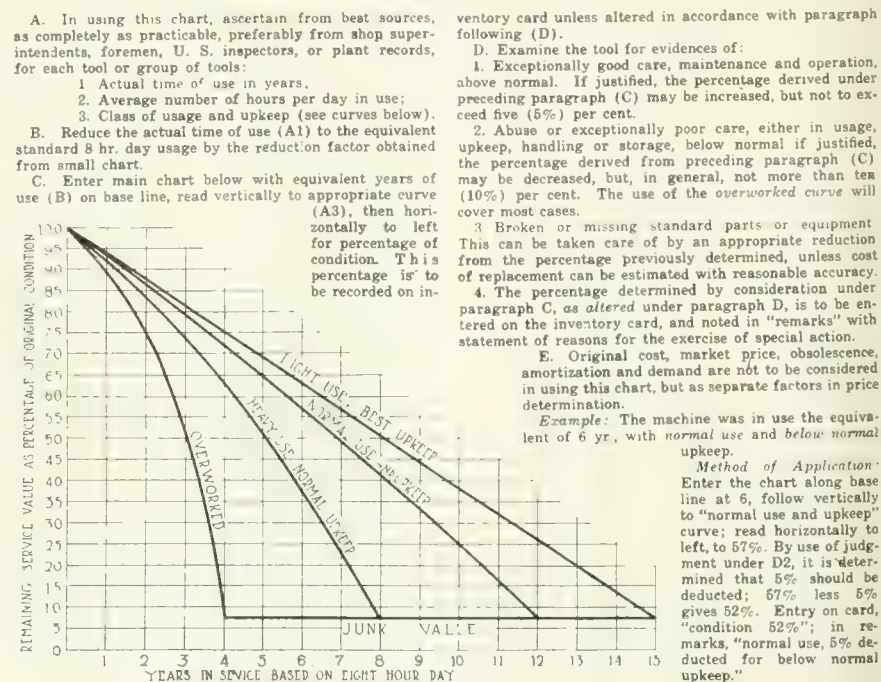 A. In using this chart, ascertain from best sources,
as completely as practicable, preferably from shop super-
intendents, foremen, U. S. inspectors, or plant records,
for each tool or group of tools:
1 Actual time of use in years.
2. Average number of hours per day in use;
3. Class of usage and upkeep (see curves below).
B. Reduce the actual time of use (A1) to the equivalent
standard 8 hr. day usage by the reduction factor obtained
from small chart.
C. Enter main chart below with equivalent years of
use (B) on base line, read vertically to appropriate curve
(A3), then hori-
zontally to left
for percentage of
condition. This
percentage is to
be recorded on in-
ventory card unless altered in accordance with paragraph
following (D).
D. Examine the tool for evidences of:
1. Exceptionally good care, maintenance and operation,
above normal. If justified, the percentage derived under
preceding paragraph (C) may be increased, but not to ex-
ceed five (5%) per cent.
2. Abuse or exceptionally poor care, either in usage,
upkeep, handling or storage, below normal if justified,
the percentage derived from preceding paragraph (C)
may be decreased, but, in general, not more than ten
(10%) per cent. The use of the overworked curve will
cover most cases.
3 Broken or missing standard parts or equipment
This can be taken care of by an appropriate reduction
from the percentage previously determined, unless cost
of replacement can be estimated with reasonable accuracy.
4. The percentage determined by consideration under
paragraph C, as altered under paragraph D, is to be en-
tered on the inventory card, and noted in "remarks" with
statement of reasons for the exercise of special action.
E. Original cost, market price, obsolescence,
amortization and demand are not to be considered
in using this chart, but as separate factors in price
determination.
Example: The machine was in use the equiva-
lent of 6 yr, with normal use and below normal
upkeep.
Method of Application:
Enter the chart along base
line at 6, follow vertically
to "normal use and upkeep"
curve; read horizontally to
left, to 57%. By use of judg-
ment under D2, it is deter-
mined that 5% should be
deducted; 57% less 5%
gives 52%. Entry on card,
"condition 52%"; in re-
marks, "normal use, 5% de-
ducted for below normal
upkeep."
REMAINING SERVICE VALUE AS PERCENTAGE OF ORIGINAL CONDITION
100
95
90
85
80
75
70
65
60
55
50
45
40
35
30
25
20
15
10
5
0
LIGHT USE, BEST UPKEEP
NORMAL USE UPKEEP
HEAVY USE NORMAL UPKEEP
OVERWORKED
JUNK VALUE
1 2 3 4 5 6 7 8 9 10 11 12 13 14 15
YEARS IN SEVICE BASED ON EIGHT HOUR DAY